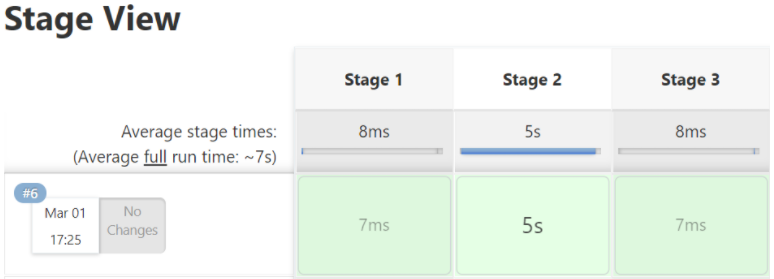 Stage View
Stage 1 Stage 2 Stage 3
Average stage times: 8ms 5s 8ms
(Average full run time: ~7s)
#6
Mar 01 No
Changes
17:25
7ms 5s 7ms